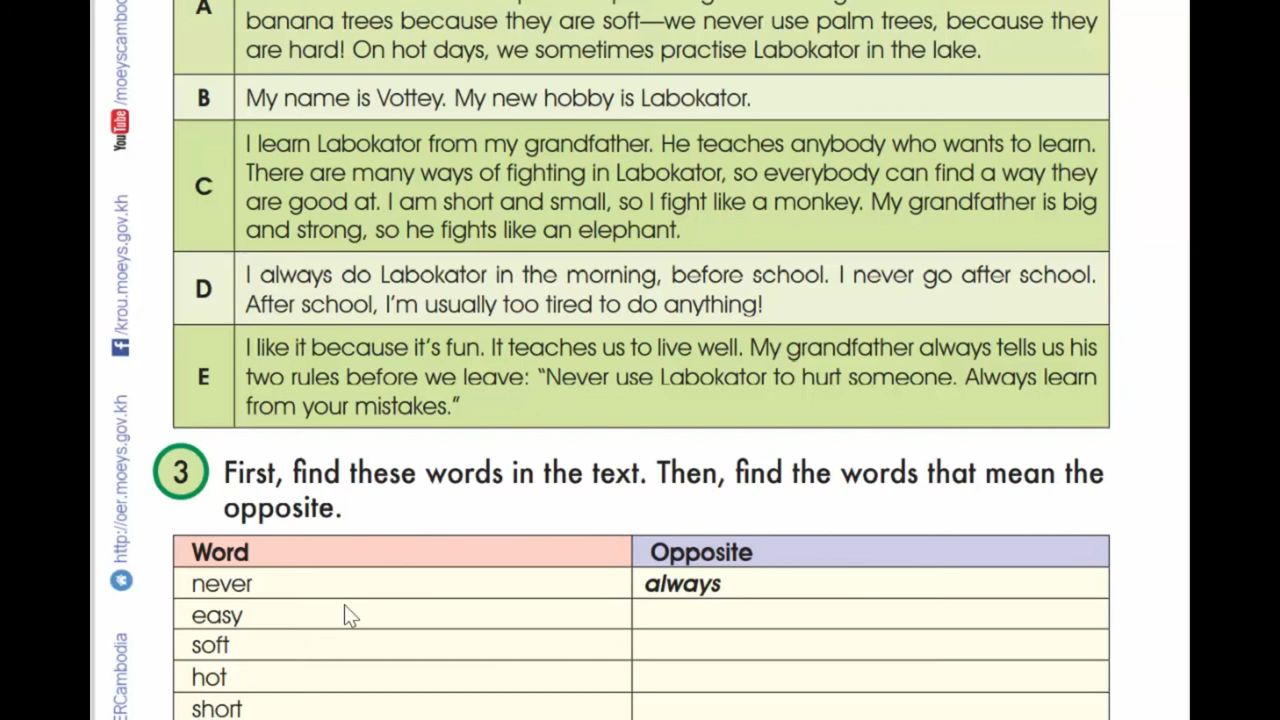 A
banana trees because they are soft—we never use palm trees, because they
are hard! On hot days, we sometimes practise Labokator in the lake.
B
My name is Vottey. My new hobby is Labokator.
C
I learn Labokator from my grandfather. He teaches anybody who wants to learn.
There are many ways of fighting in Labokator, so everybody can find a way they
are good at. I am short and small, so I fight like a monkey. My grandfather is big
and strong, so he fights like an elephant.
D
I always do Labokator in the morning, before school. I never go after school.
After school, I'm usually too tired to do anything!
E
I like it because it's fun. It teaches us to live well. My grandfather always tells us his
two rules before we leave: “Never use Labokator to hurt someone. Always learn
from your mistakes.”
3 First, find these words in the text. Then, find the words that mean the
opposite.
Word Opposite
never always
easy
soft
hot
short
YouTube /moeyscambo
f /krou.moeys.gov.kh
http://oer.moeys.gov.kh
ERCambodia